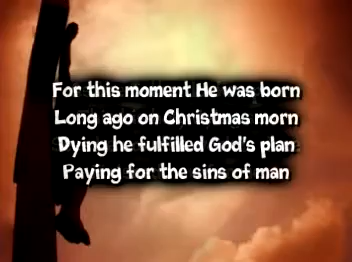 For this moment He was born
Long ago on Christmas morn
Dying he fulfilled God's plan
Paying for the sins of man